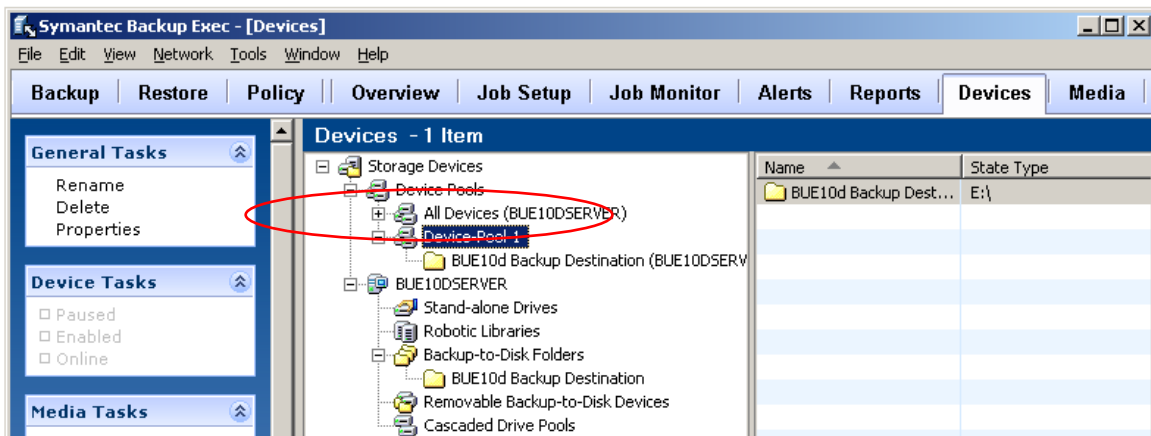 Symantec Backup Exec - [Devices]
File Edit View Network Tools Window Help
Backup Restore Policy Overview Job Setup Job Monitor Alerts Reports Devices Media
General Tasks
Rename
Delete
Properties
Device Tasks
Paused
Enabled
Online
Media Tasks
Devices - 1 Item
Storage Devices
Device Pools
All Devices (BUE10DSERVER)
Device-Pool 1
BUE10d Backup Destination (BUE10DSERV
BUE10DSERVER
Stand-alone Drives
Robotic Libraries
Backup-to-Disk Folders
BUE10d Backup Destination
Removable Backup-to-Disk Devices
Cascaded Drive Pools
Name State Type
BUE10d Backup Dest... E:\